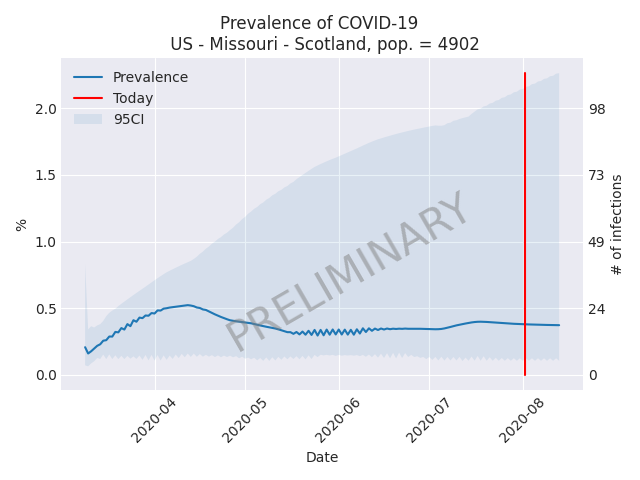 Prevalence of COVID-19
US - Missouri - Scotland, pop. = 4902
Prevalence
Today
95CI
2.0
1.5
1.0
0.5
0.0
%
98
73
49
24
0
# of infections
PRELIMINARY
2020-04
2020-05
2020-06
2020-07
2020-08
Date